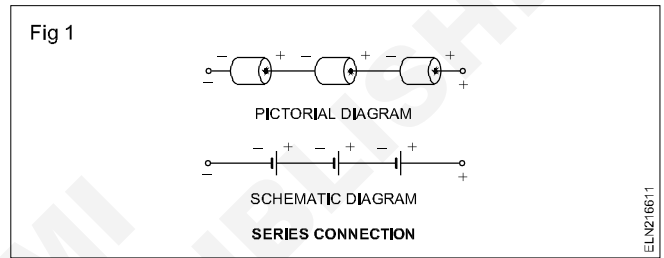 Fig 1
− + − + − +
− +
PICTORIAL DIAGRAM
− + − + − +
− +
SCHEMATIC DIAGRAM
SERIES CONNECTION
ELN216611